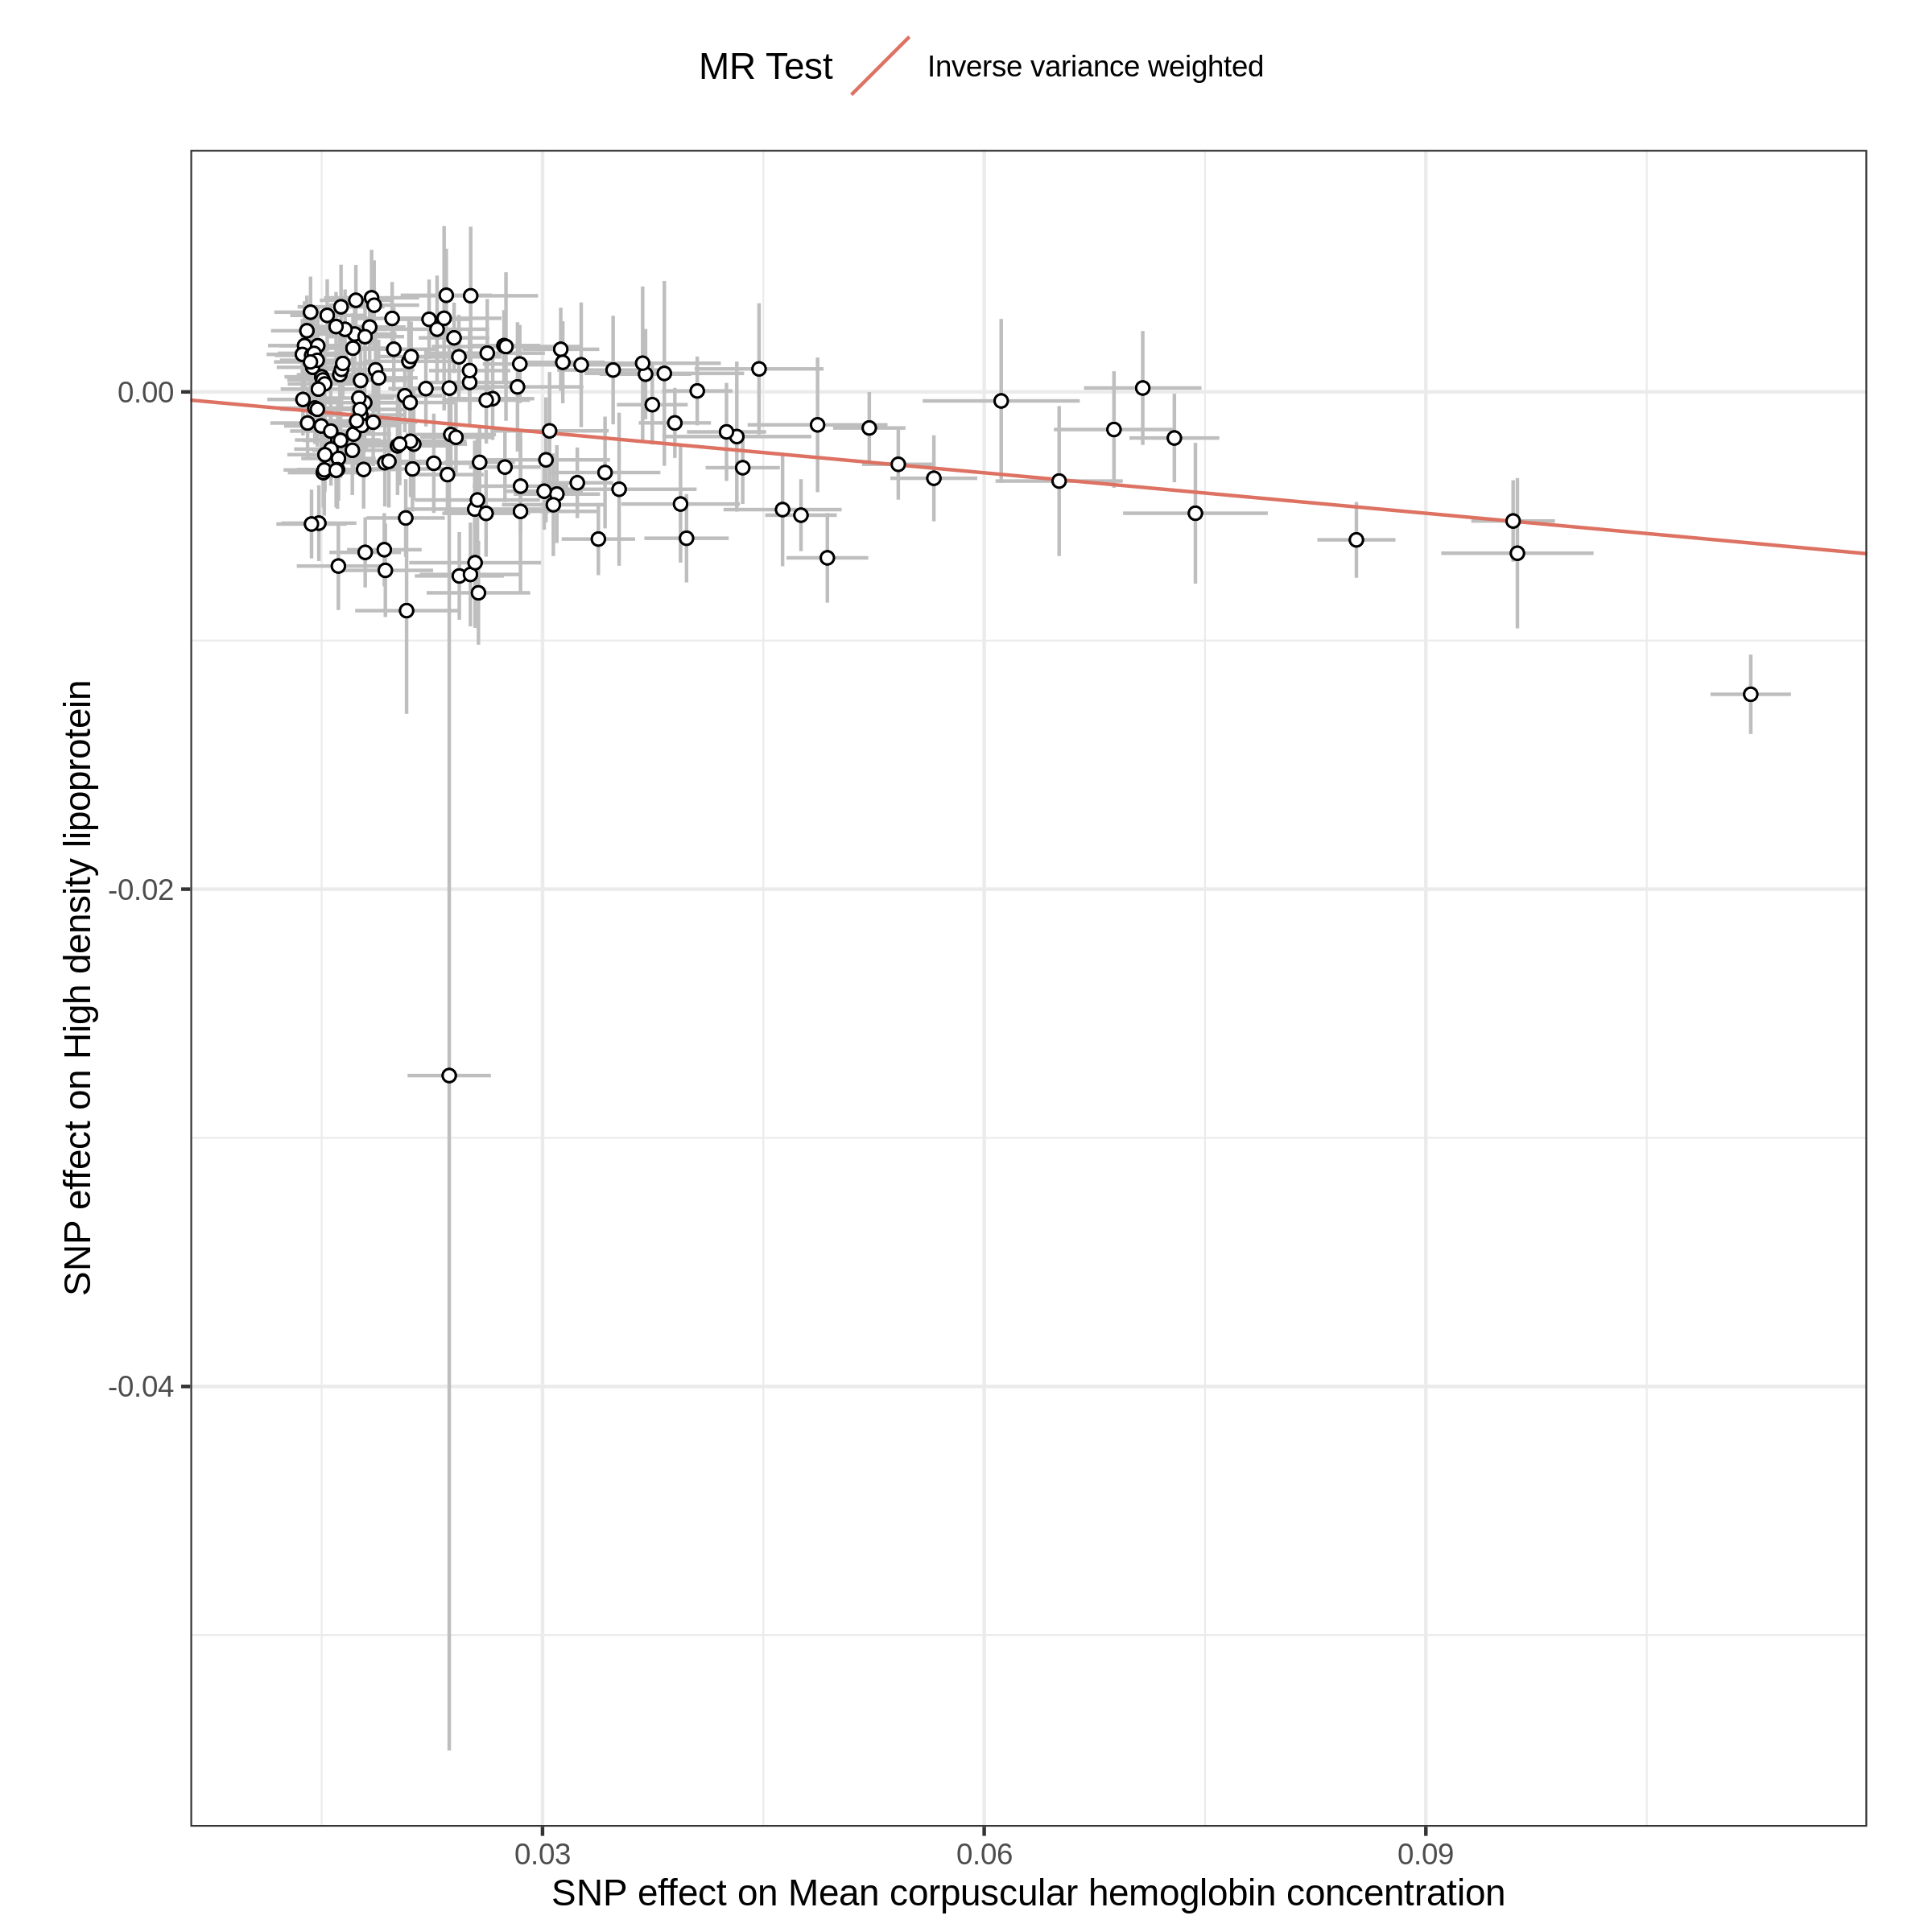 MR Test
Inverse variance weighted
0.00
-0.02
-0.04
SNP effect on High density lipoprotein
0.03
0.06
0.09
SNP effect on Mean corpuscular hemoglobin concentration